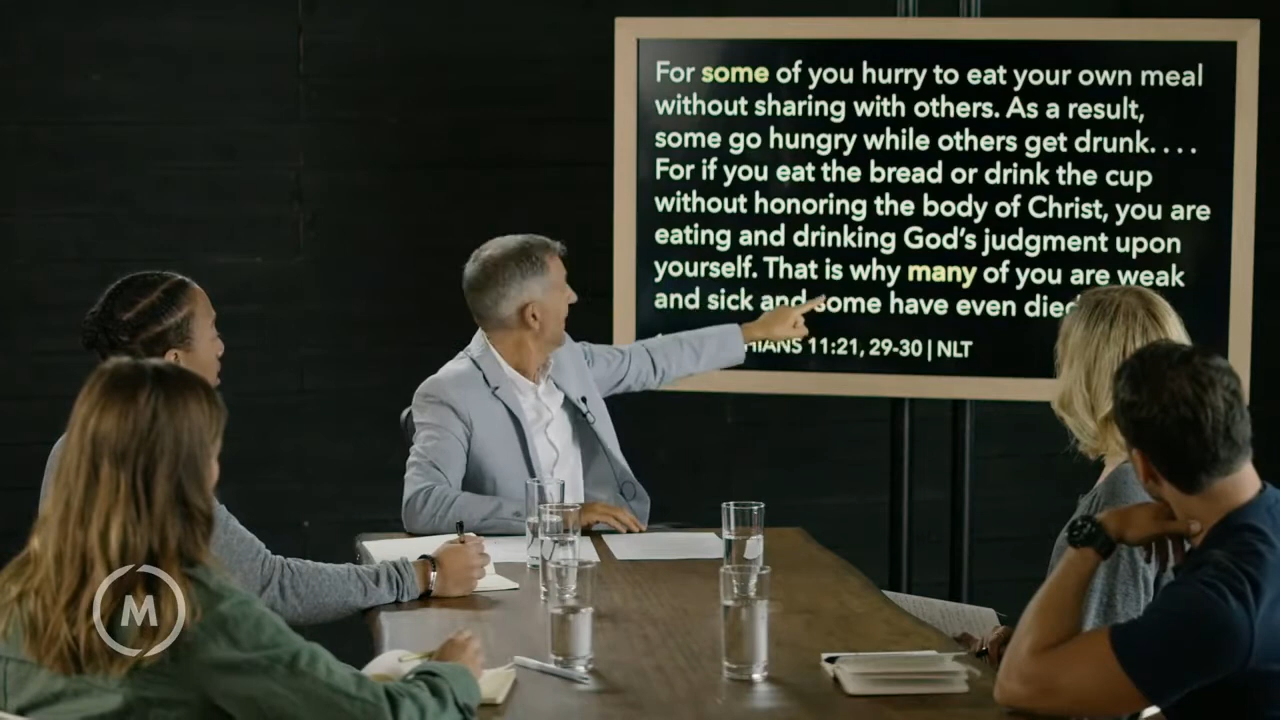 For some of you hurry to eat your own meal
without sharing with others. As a result,
some go hungry while others get drunk. . . .
For if you eat the bread or drink the cup
without honoring the body of Christ, you are
eating and drinking God's judgment upon
yourself. That is why many of you are weak
and sick and some have even died
11:21, 29-30 | NLT
M